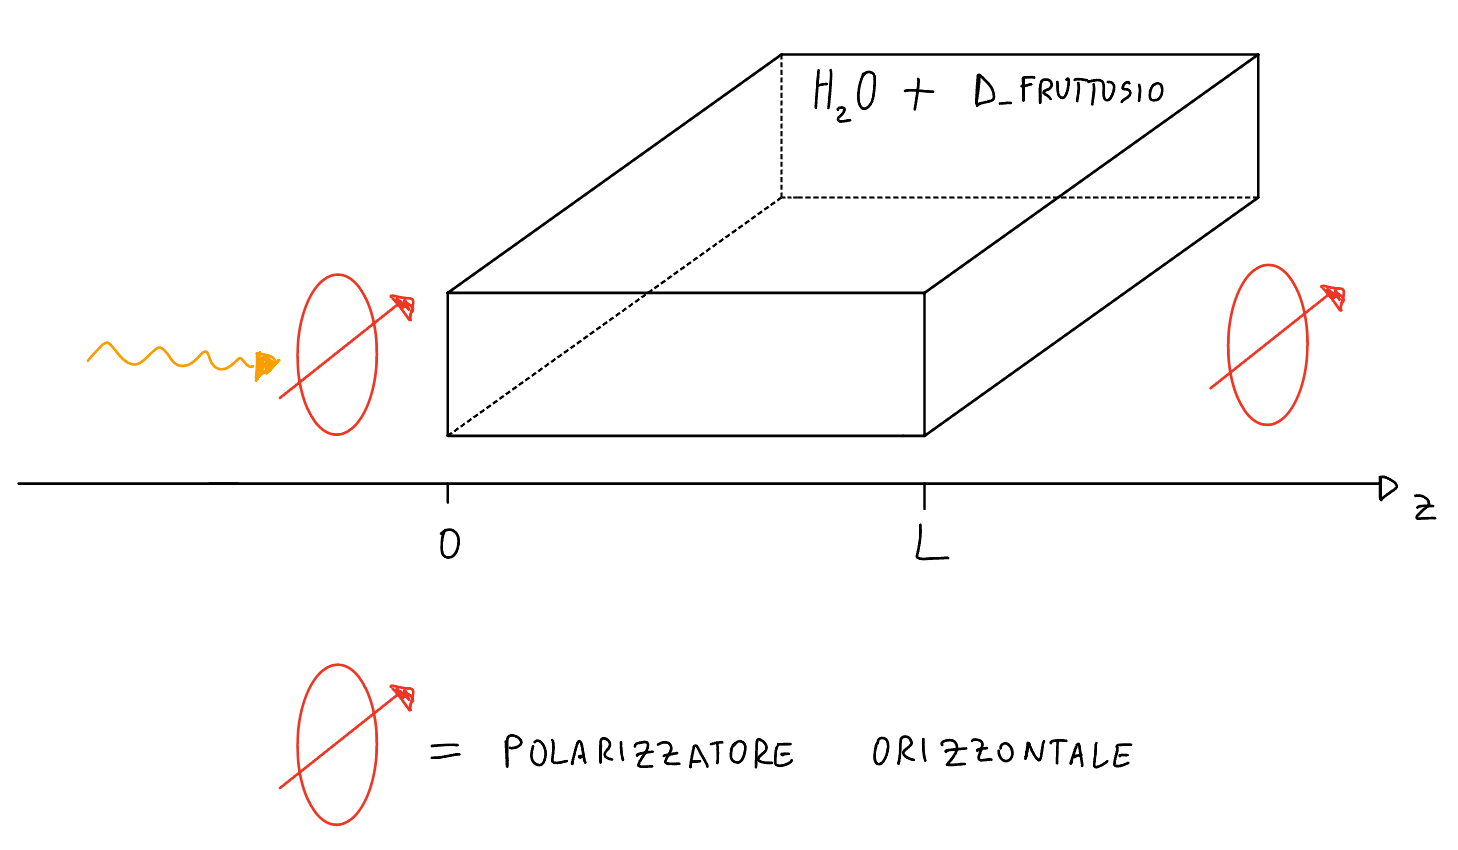 H₂O + D_FRUTTOSIO
0
L
z
= POLARIZZATORE ORIZZONTALE